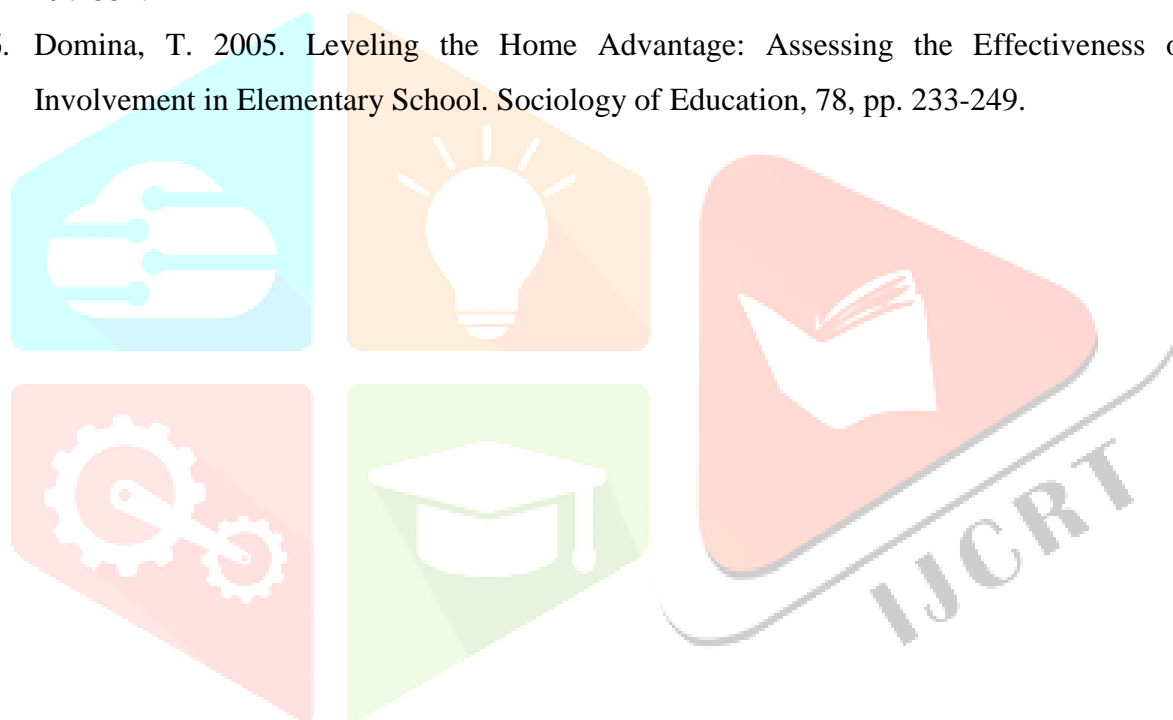 . Domina, T. 2005. Leveling the Home Advantage: Assessing the Effectiveness
Involvement in Elementary School. Sociology of Education, 78, pp. 233-249.
IJCRT